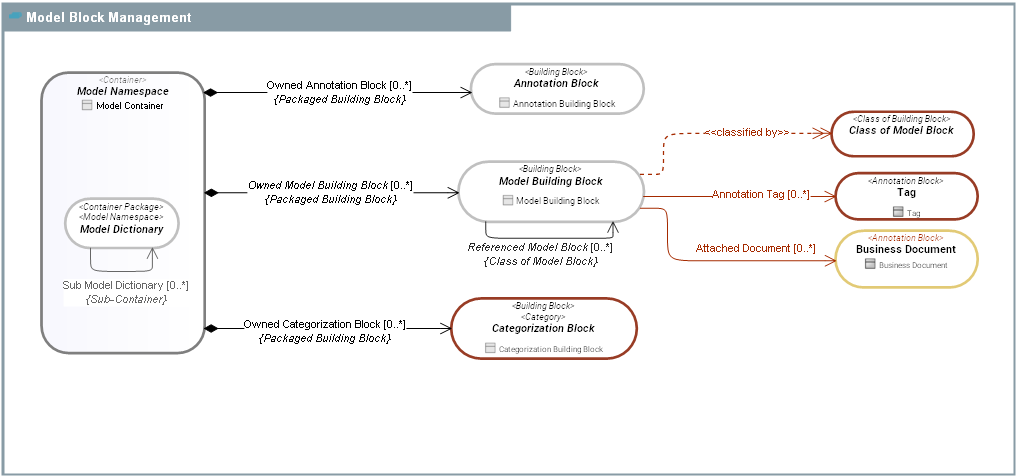 Model Block Management
<Container>
Model Namespace
Model Container
<Container Package>
<Model Namespace>
Model Dictionary
Sub Model Dictionary [0..*]
{Sub-Container}
Owned Annotation Block [0..*]
{Packaged Building Block}
<Building Block>
Annotation Block
Annotation Building Block
Owned Model Building Block [0..*]
{Packaged Building Block}
<Building Block>
Model Building Block
Model Building Block
Referenced Model Block [0..*]
{Class of Model Block}
Owned Categorization Block [0..*]
{Packaged Building Block}
<Building Block>
<Category>
Categorization Block
Categorization Building Block
<<classified by>>
<Class of Building Block>
Class of Model Block
Annotation Tag [0..*]
<Annotation Block>
Tag
Tag
Attached Document [0..*]
<Annotation Block>
Business Document
Business Document